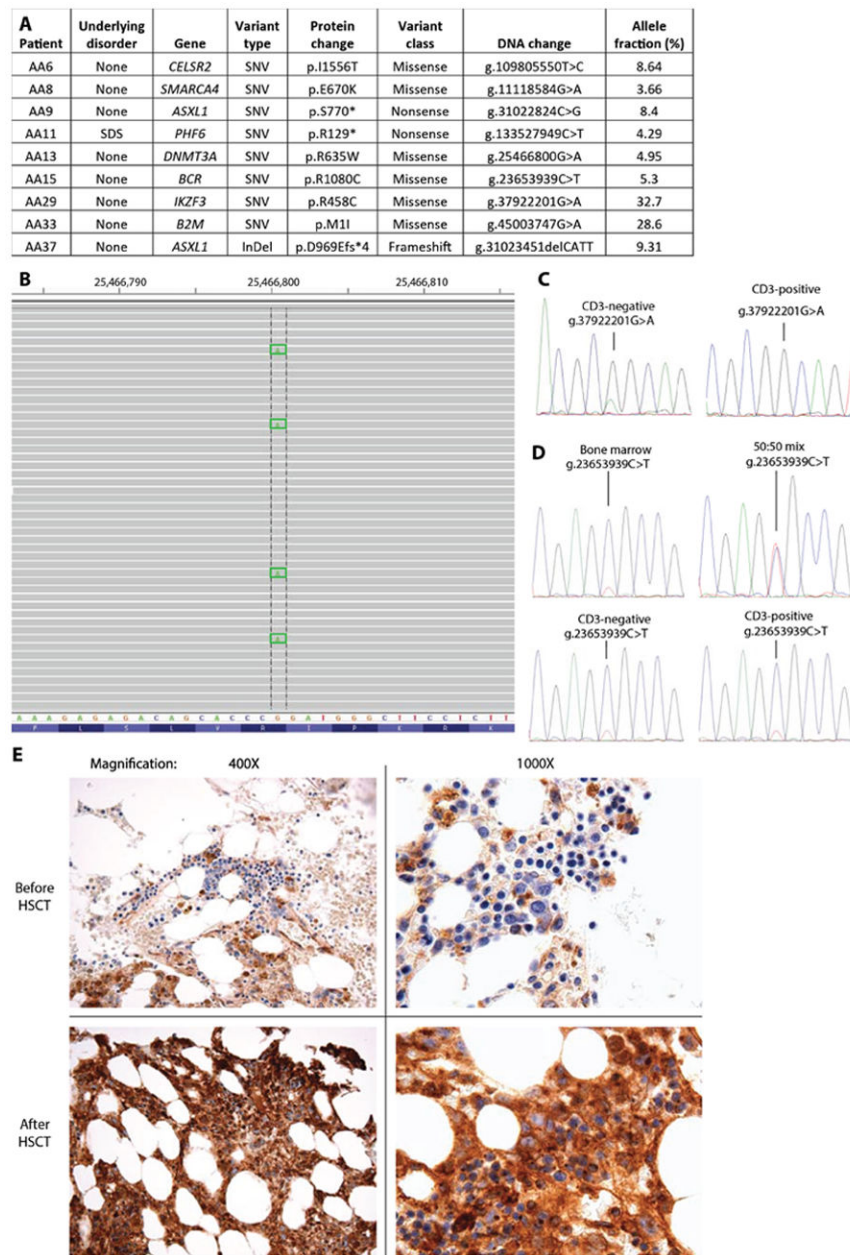 A
Patient Underlying disorder Gene Variant type Protein change Variant class DNA change Allele fraction (%)
AA6 None CELSR2 SNV p.I1556T Missense g.109805550T>C 8.64
AA8 None SMARCA4 SNV p.E670K Missense g.11118584G>A 3.66
AA9 None ASXL1 SNV p.S770* Nonsense g.31022824C>G 8.4
AA11 SDS PHF6 SNV p.R129* Nonsense g.133527949C>T 4.29
AA13 None DNMT3A SNV p.R635W Missense g.25466800G>A 4.95
AA15 None BCR SNV p.R1080C Missense g.23653939C>T 5.3
AA29 None IKZF3 SNV p.R458C Missense g.37922201G>A 32.7
AA33 None B2M SNV p.M1I Missense g.45003747G>A 28.6
AA37 None ASXL1 InDel p.D969Efs*4 Frameshift g.31023451delCATT 9.31
B
25,466,790 25,466,800 25,466,810
A
A
A
A
A A A G A G A G A C A G C A C C C G G A T G G G C T T C C T C T T
C
CD3-negative
g.37922201G>A
CD3-positive
g.37922201G>A
D
Bone marrow
g.23653939C>T
50:50 mix
g.23653939C>T
CD3-negative
g.23653939C>T
CD3-positive
g.23653939C>T
E
Magnification: 400X 1000X
Before
HSCT
After
HSCT